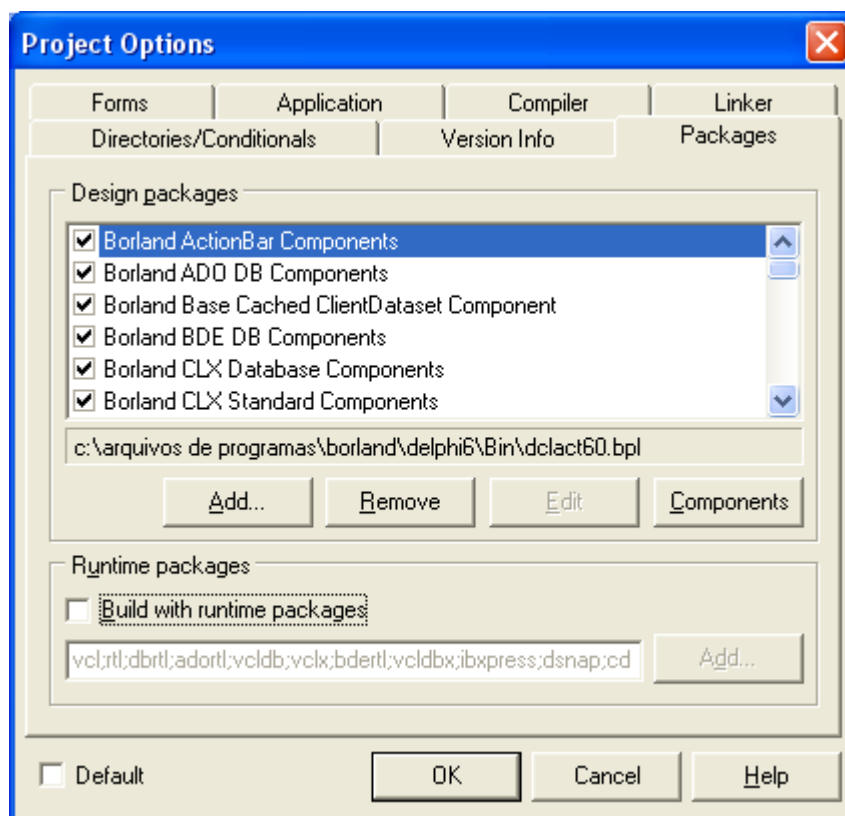 Project Options
Forms Application Compiler Linker
Directories/Conditionals Version Info Packages
Design packages
Borland ActionBar Components
Borland ADO DB Components
Borland Base Cached ClientDataset Component
Borland BDE DB Components
Borland CLX Database Components
Borland CLX Standard Components
c:\arquivos de programas\borland\delphi6\Bin\dclact60.bpl
Add... Remove Edit Components
Runtime packages
Build with runtime packages
vcl;rtl;dbrtl;adortl;vcldb;vclx;bdertl;vcldbx;ibxpress;dsnap;cd Add...
Default OK Cancel Help